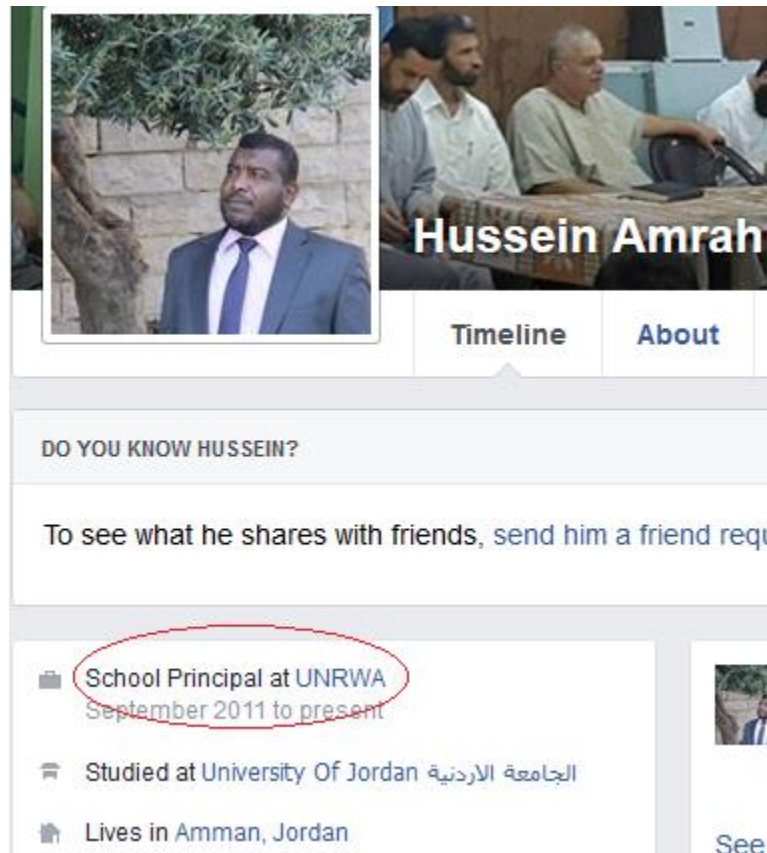 Hussein Amrah
Timeline About
DO YOU KNOW HUSSEIN?
To see what he shares with friends, send him a friend
School Principal at UNRWA
September 2011 to present
Studied at University Of Jordan الجامعة الاردنية
Lives in Amman, Jordan
See